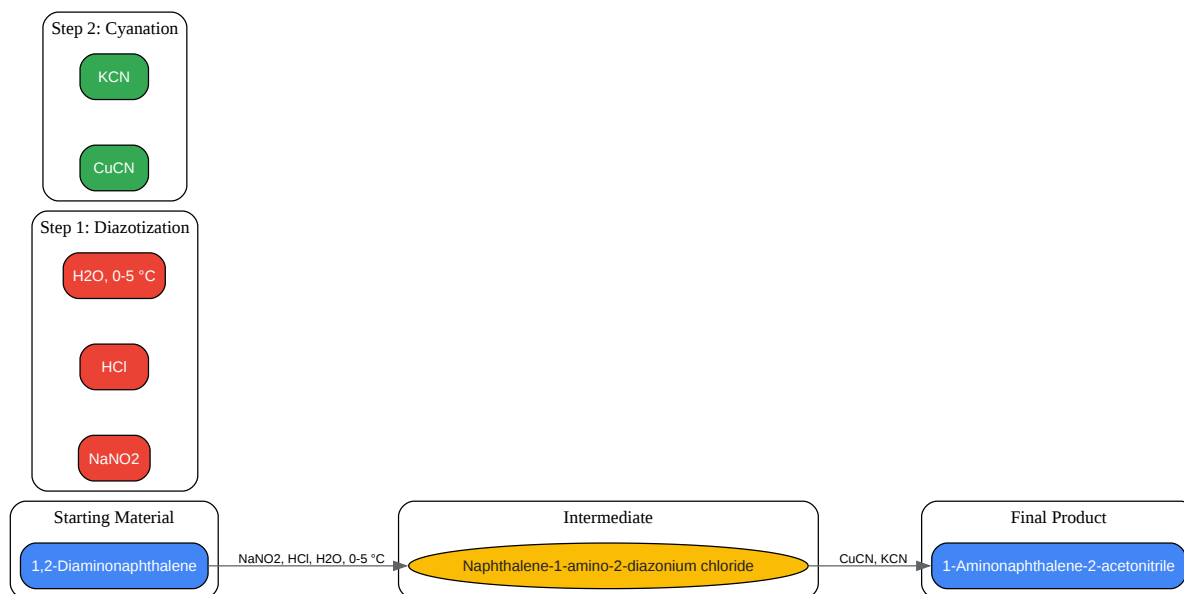 Step 2: Cyanation
KCN
CuCN
Step 1: Diazotization
H2O, 0-5 °C
HCl
NaNO2
Starting Material
1,2-Diaminonaphthalene
NaNO2, HCl, H2O, 0-5 °C
Intermediate
Naphthalene-1-amino-2-diazonium chloride
CuCN, KCN
Final Product
1-Aminonaphthalene-2-acetonitrile